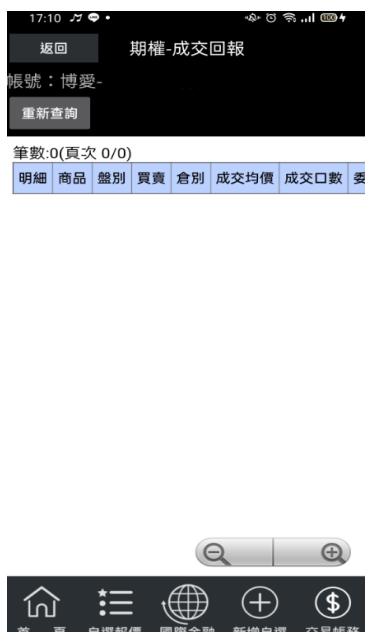 17:10
100
返回
期權-成交回報
帳號：博愛-
重新查詢
筆數:0(頁次 0/0)
明細 商品 盤別 買賣 倉別 成交均價 成交口數 委
首 頁 自選報價 國際金融 新增自選 交易帳務